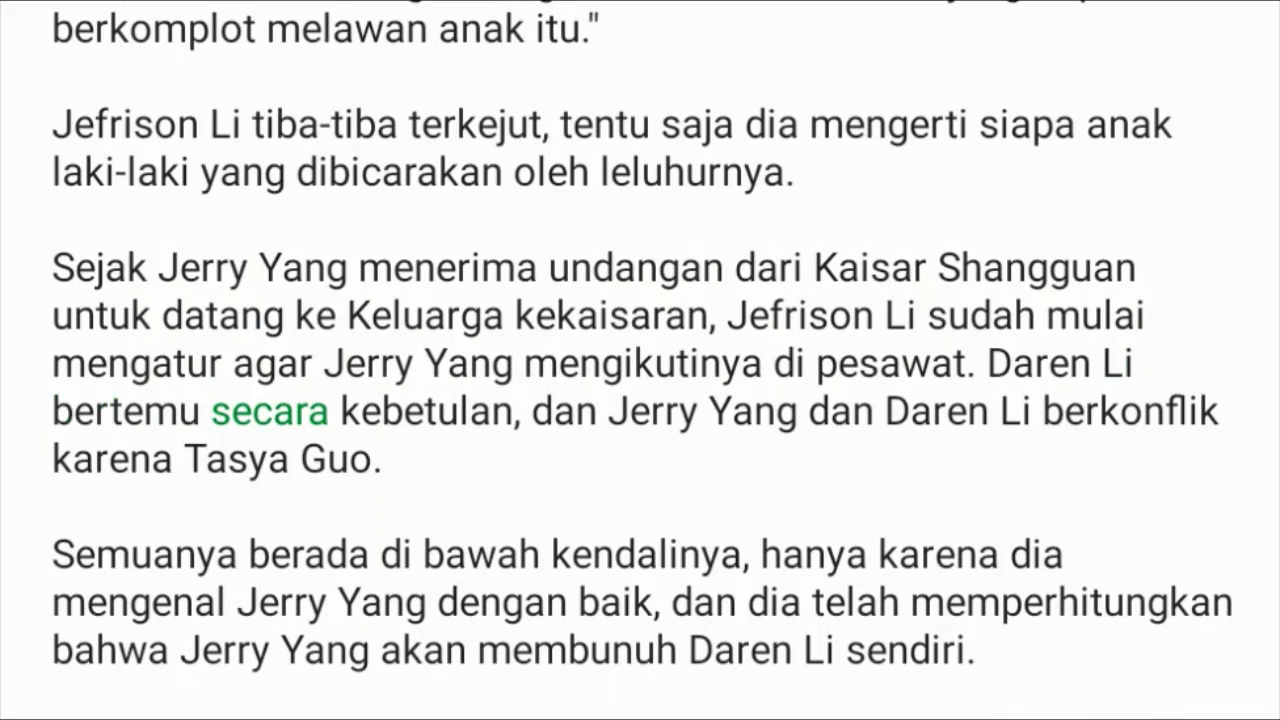 berkomplot melawan anak itu."
Jefrison Li tiba-tiba terkejut, tentu saja dia mengerti siapa anak
laki-laki yang dibicarakan oleh leluhurnya.
Sejak Jerry Yang menerima undangan dari Kaisar Shangguan
untuk datang ke Keluarga kekaisaran, Jefrison Li sudah mulai
mengatur agar Jerry Yang mengikutinya di pesawat. Daren Li
bertemu secara kebetulan, dan Jerry Yang dan Daren Li berkonflik
karena Tasya Guo.
Semuanya berada di bawah kendalinya, hanya karena dia
mengenal Jerry Yang dengan baik, dan dia telah memperhitungkan
bahwa Jerry Yang akan membunuh Daren Li sendiri.